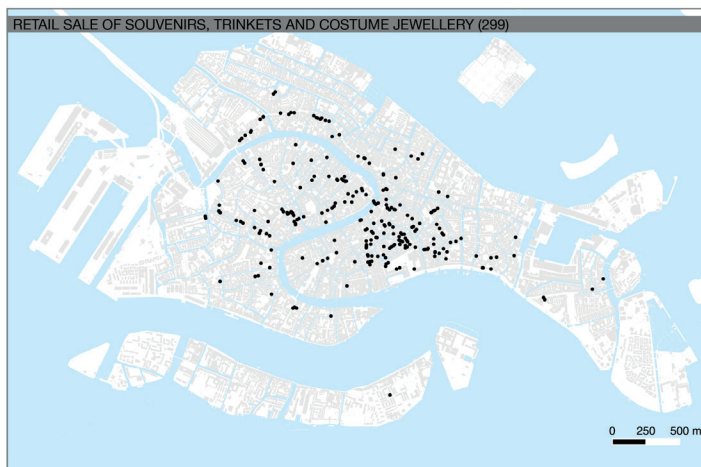 RETAIL SALE OF SOUVENIRS, TRINKETS AND COSTUME JEWELLERY (299)
0 250 500 m